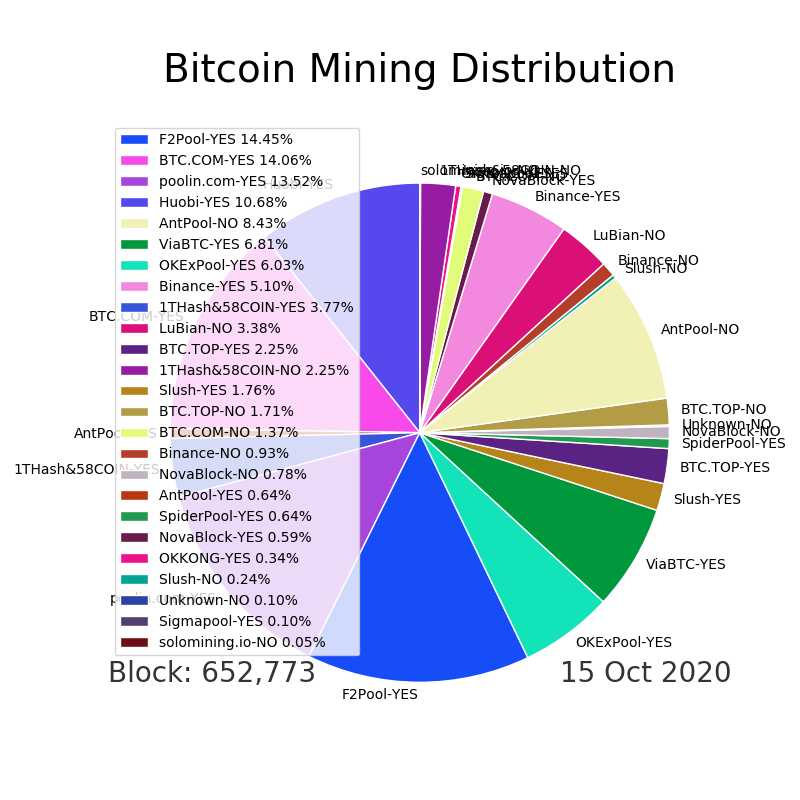 Bitcoin Mining Distribution
F2Pool-YES 14.45%
BTC.COM-YES 14.06%
poolin.com-YES 13.52%
Huobi-YES 10.68%
AntPool-NO 8.43%
ViaBTC-YES 6.81%
OKExPool-YES 6.03%
Binance-YES 5.10%
1THash&58COIN-YES 3.77%
LuBian-NO 3.38%
BTC.TOP-YES 2.25%
1THash&58COIN-NO 2.25%
Slush-YES 1.76%
BTC.TOP-NO 1.71%
BTC.COM-NO 1.37%
Binance-NO 0.93%
NovaBlock-NO 0.78%
AntPool-YES 0.64%
SpiderPool-YES 0.64%
NovaBlock-YES 0.59%
OKKONG-YES 0.34%
Slush-NO 0.24%
Unknown-NO 0.10%
Sigmapool-YES 0.10%
solomining.io-NO 0.05%
NovaBlock-YES
Binance-YES
LuBian-NO
Binance-NO
Slush-NO
AntPool-NO
BTC.TOP-NO
Unknown-NO
NovaBlock-NO
SpiderPool-YES
BTC.TOP-YES
Slush-YES
ViaBTC-YES
OKExPool-YES
F2Pool-YES
Huobi-YES
BTC.COM-YES
1THash&58COIN-YES
Block: 652,773
15 Oct 2020